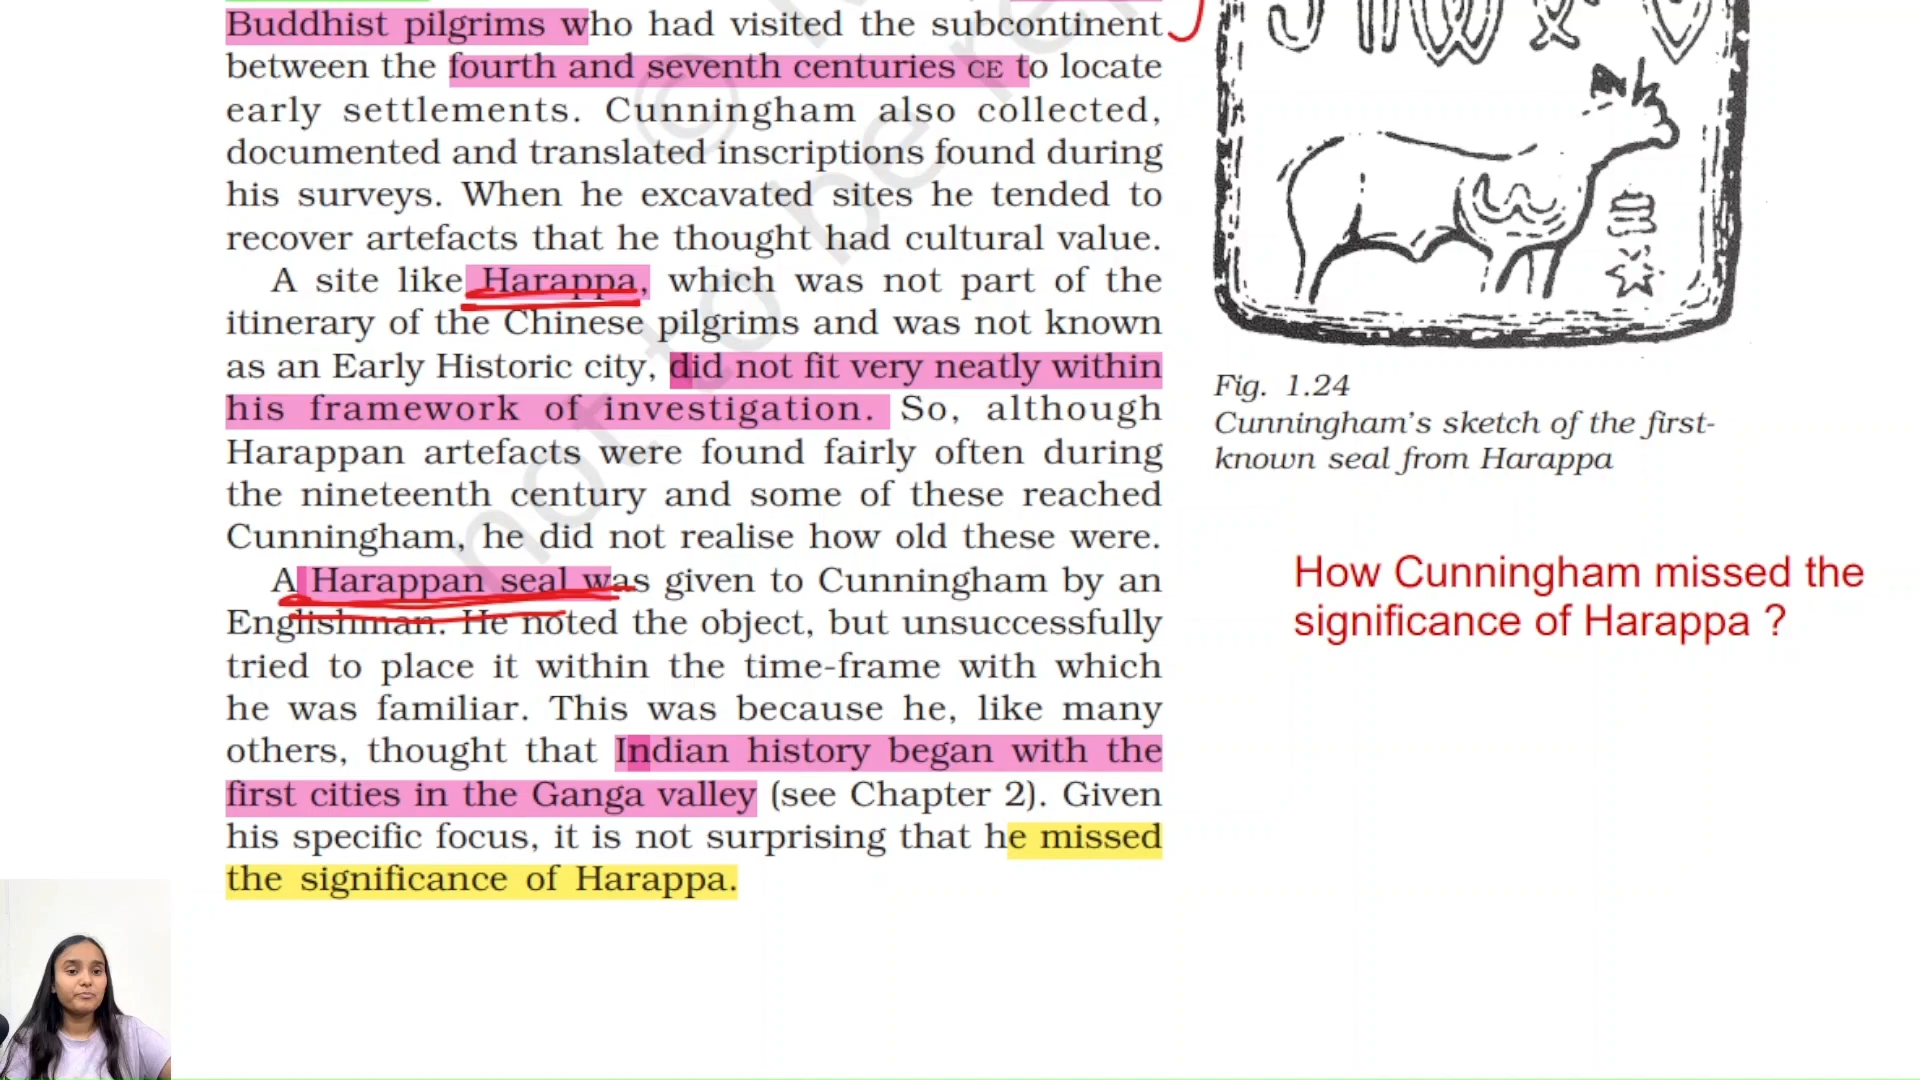 Buddhist pilgrims who had visited the subcontinent
between the fourth and seventh centuries CE to locate
early settlements. Cunningham also collected,
documented and translated inscriptions found during
his surveys. When he excavated sites he tended to
recover artefacts that he thought had cultural value.
A site like Harappa, which was not part of the
itinerary of the Chinese pilgrims and was not known
as an Early Historic city, did not fit very neatly within
his framework of investigation. So, although
Harappan artefacts were found fairly often during
the nineteenth century and some of these reached
Cunningham, he did not realise how old these were.
A Harappan seal was given to Cunningham by an
Englishman. He noted the object, but unsuccessfully
tried to place it within the time-frame with which
he was familiar. This was because he, like many
others, thought that Indian history began with the
first cities in the Ganga valley (see Chapter 2). Given
his specific focus, it is not surprising that he missed
the significance of Harappa.
Fig. 1.24
Cunningham's sketch of the first-
known seal from Harappa
How Cunningham missed the
significance of Harappa ?
©
not to be